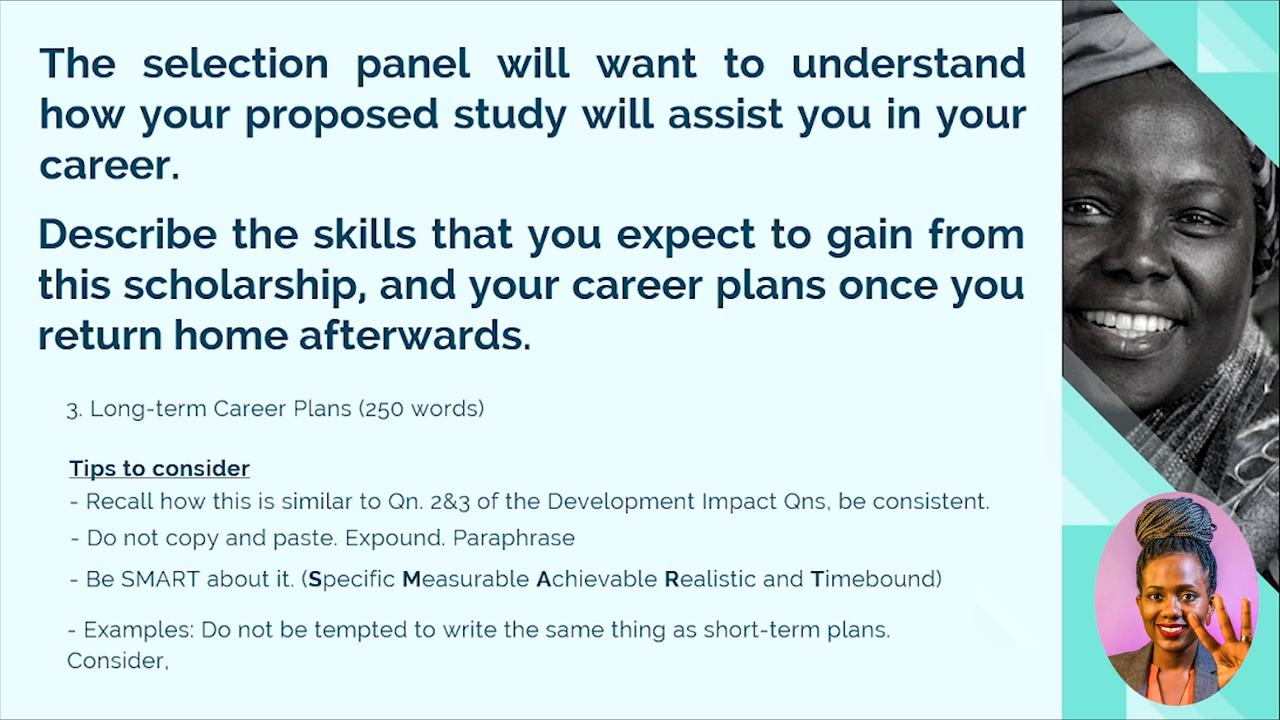 The selection panel will want to understand
how your proposed study will assist you in your
career.
Describe the skills that you expect to gain from
this scholarship, and your career plans once you
return home afterwards.
3. Long-term Career Plans (250 words)
Tips to consider
- Recall how this is similar to Qn. 2&3 of the Development Impact Qns, be consistent.
- Do not copy and paste. Expound. Paraphrase
- Be SMART about it. (Specific Measurable Achievable Realistic and Timebound)
- Examples: Do not be tempted to write the same thing as short-term plans.
Consider,